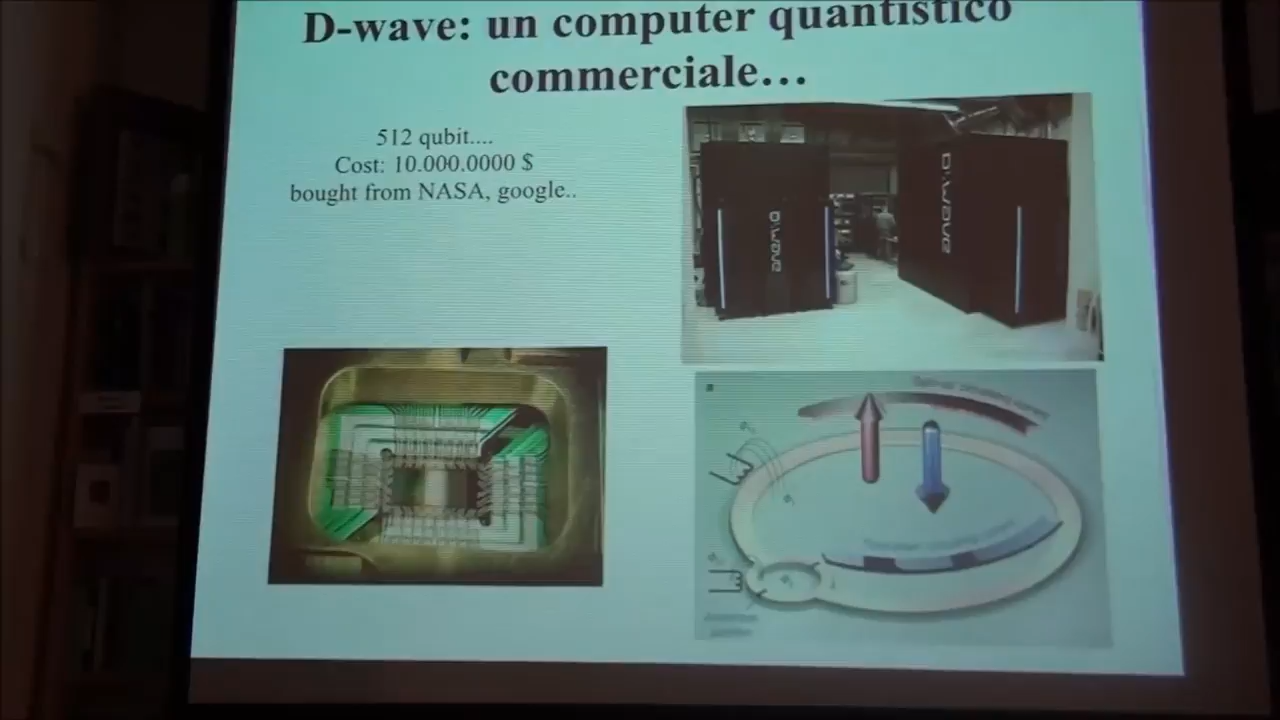 D-wave: un computer quantistico
commerciale...
512 qubit....
Cost: 10.000.0000 $
bought from NASA, google..
D:wave
D:wave